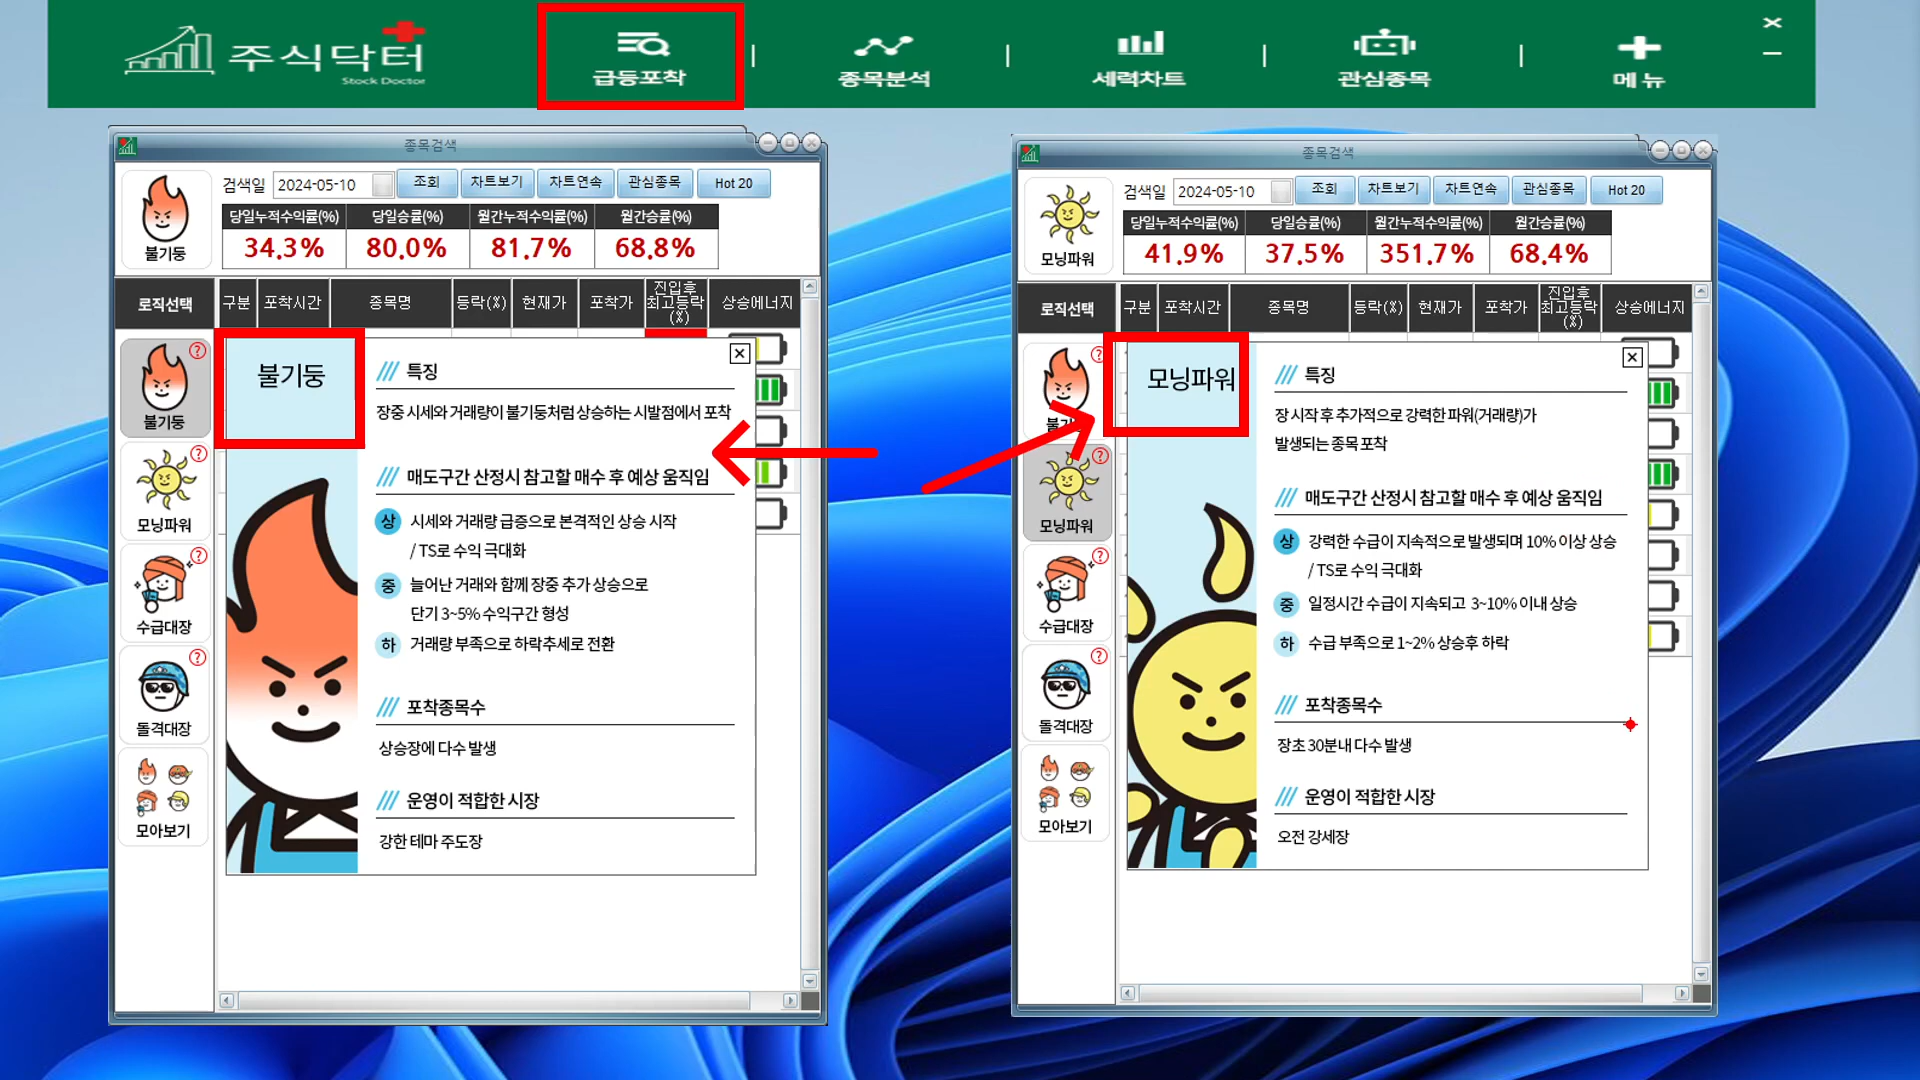 주식닥터
Stock Doctor
급등포착
종목분석
세력차트
관심종목
메뉴
종목검색
불기둥
검색일 2024-05-10 조회 차트보기 차트연속 관심종목 Hot 20
당일누적수익률(%) 당일승률(%) 월간누적수익률(%) 월간승률(%)
34.3% 80.0% 81.7% 68.8%
로직선택 구분 포착시간 종목명 등락(%) 현재가 포착가 진입후 최고등락 (%) 상승에너지
불기둥
모닝파워
수급대장
돌격대장
모아보기
불기둥
/// 특징
장중 시세와 거래량이 불기둥처럼 상승하는 시발점에서 포착
/// 매도구간 산정시 참고할 매수 후 예상 움직임
상 시세와 거래량 급증으로 본격적인 상승 시작
/ TS로 수익 극대화
중 늘어난 거래와 함께 장중 추가 상승으로
단기 3~5% 수익구간 형성
하 거래량 부족으로 하락추세로 전환
/// 포착종목수
상승장에 다수 발생
/// 운영이 적합한 시장
강한 테마 주도장
종목검색
모닝파워
검색일 2024-05-10 조회 차트보기 차트연속 관심종목 Hot 20
당일누적수익률(%) 당일승률(%) 월간누적수익률(%) 월간승률(%)
41.9% 37.5% 351.7% 68.4%
로직선택 구분 포착시간 종목명 등락(%) 현재가 포착가 진입후 최고등락 (%) 상승에너지
모닝파워
수급대장
돌격대장
모아보기
모닝파워
/// 특징
장 시작 후 추가적으로 강력한 파워(거래량)가
발생되는 종목 포착
/// 매도구간 산정시 참고할 매수 후 예상 움직임
상 강력한 수급이 지속적으로 발생되며 10% 이상 상승
/ TS로 수익 극대화
중 일정시간 수급이 지속되고 3~10% 이내 상승
하 수급 부족으로 1~2% 상승후 하락
/// 포착종목수
장초 30분내 다수 발생
/// 운영이 적합한 시장
오전 강세장